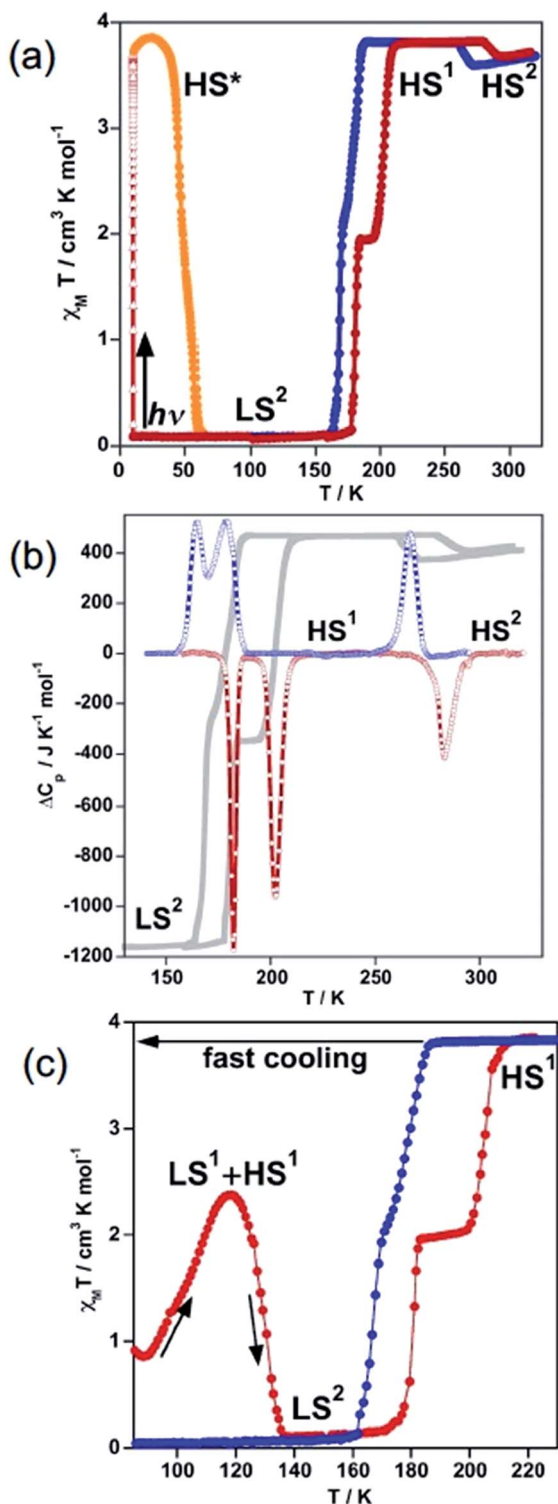 (a)
4
3
2
1
0
χM T / cm³ K mol⁻¹
HS*
HS¹
HS²
hν
LS²
0 50 100 150 200 250 300
T / K
(b)
400
200
0
-200
-400
-600
-800
-1000
-1200
ΔCp / J K⁻¹ mol⁻¹
HS¹
HS²
LS²
150 200 250 300
T / K
(c)
4
3
2
1
0
χM T / cm³ K mol⁻¹
fast cooling
HS¹
LS¹+HS¹
LS²
100 120 140 160 180 200 220
T / K